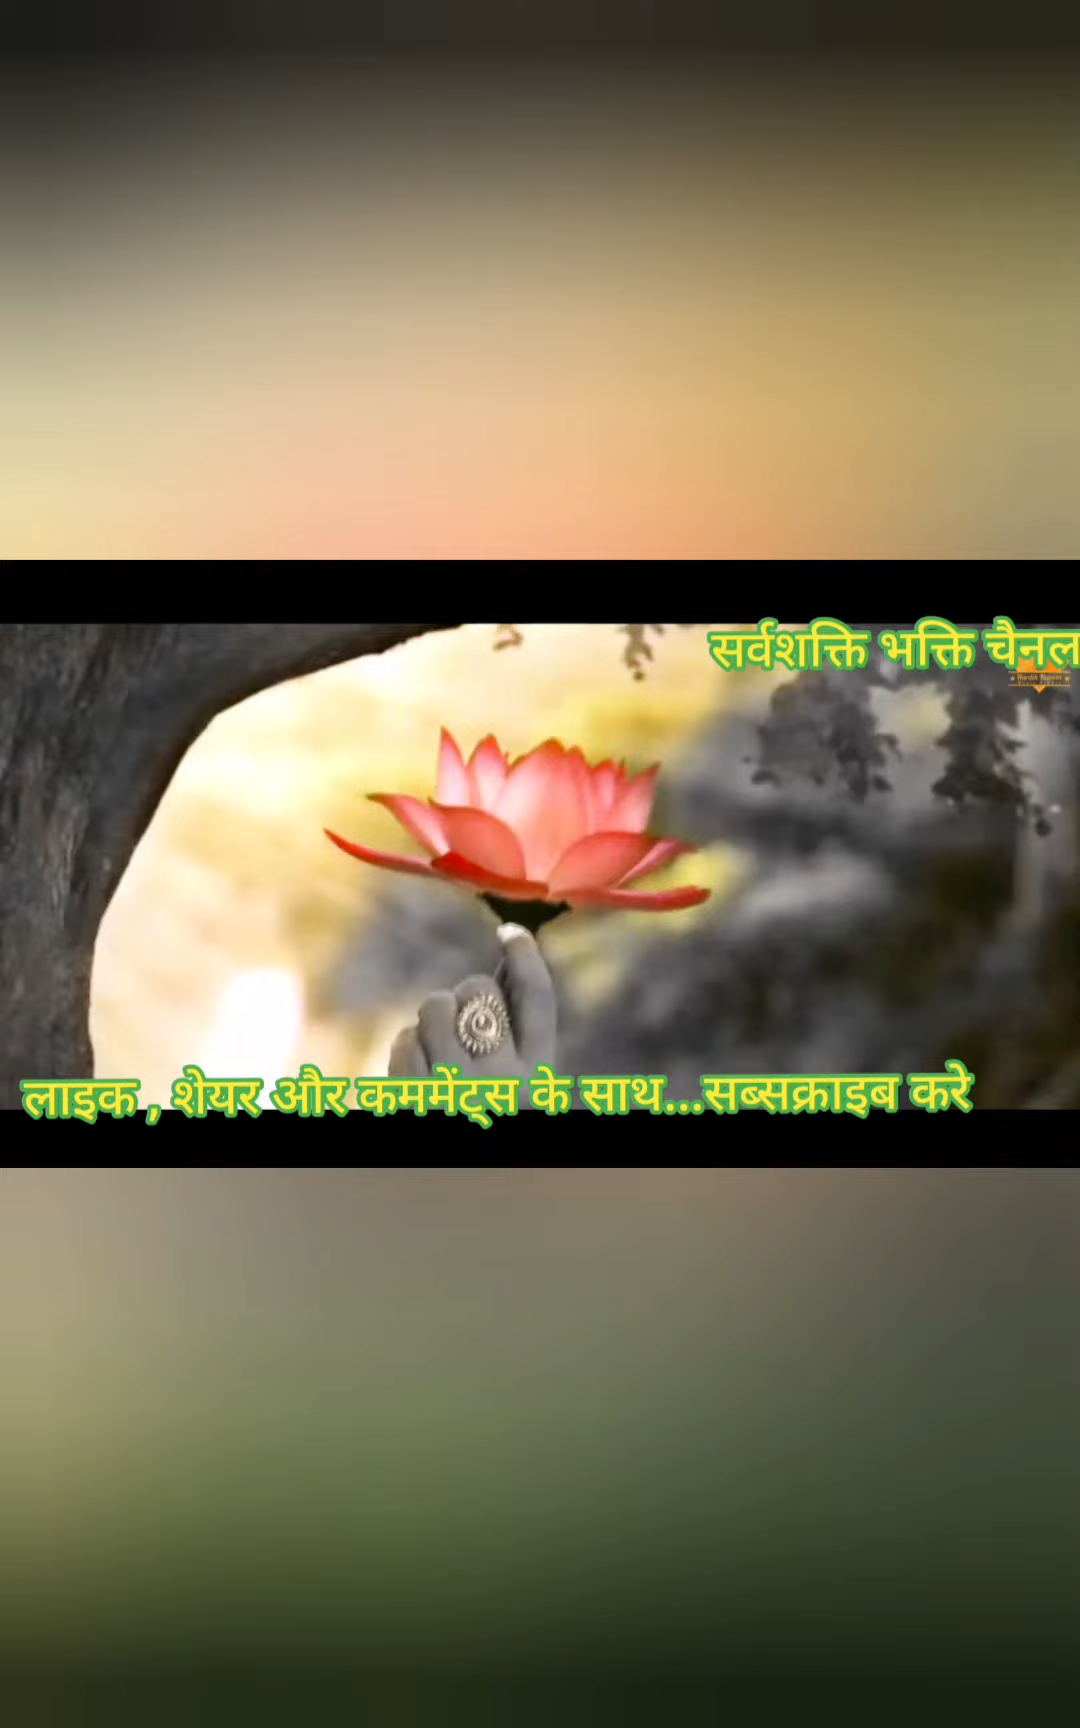 सर्वशक्ति भक्ति चैनल
लाइक , शेयर और कममेंट्स के साथ...सब्सक्राइब करे